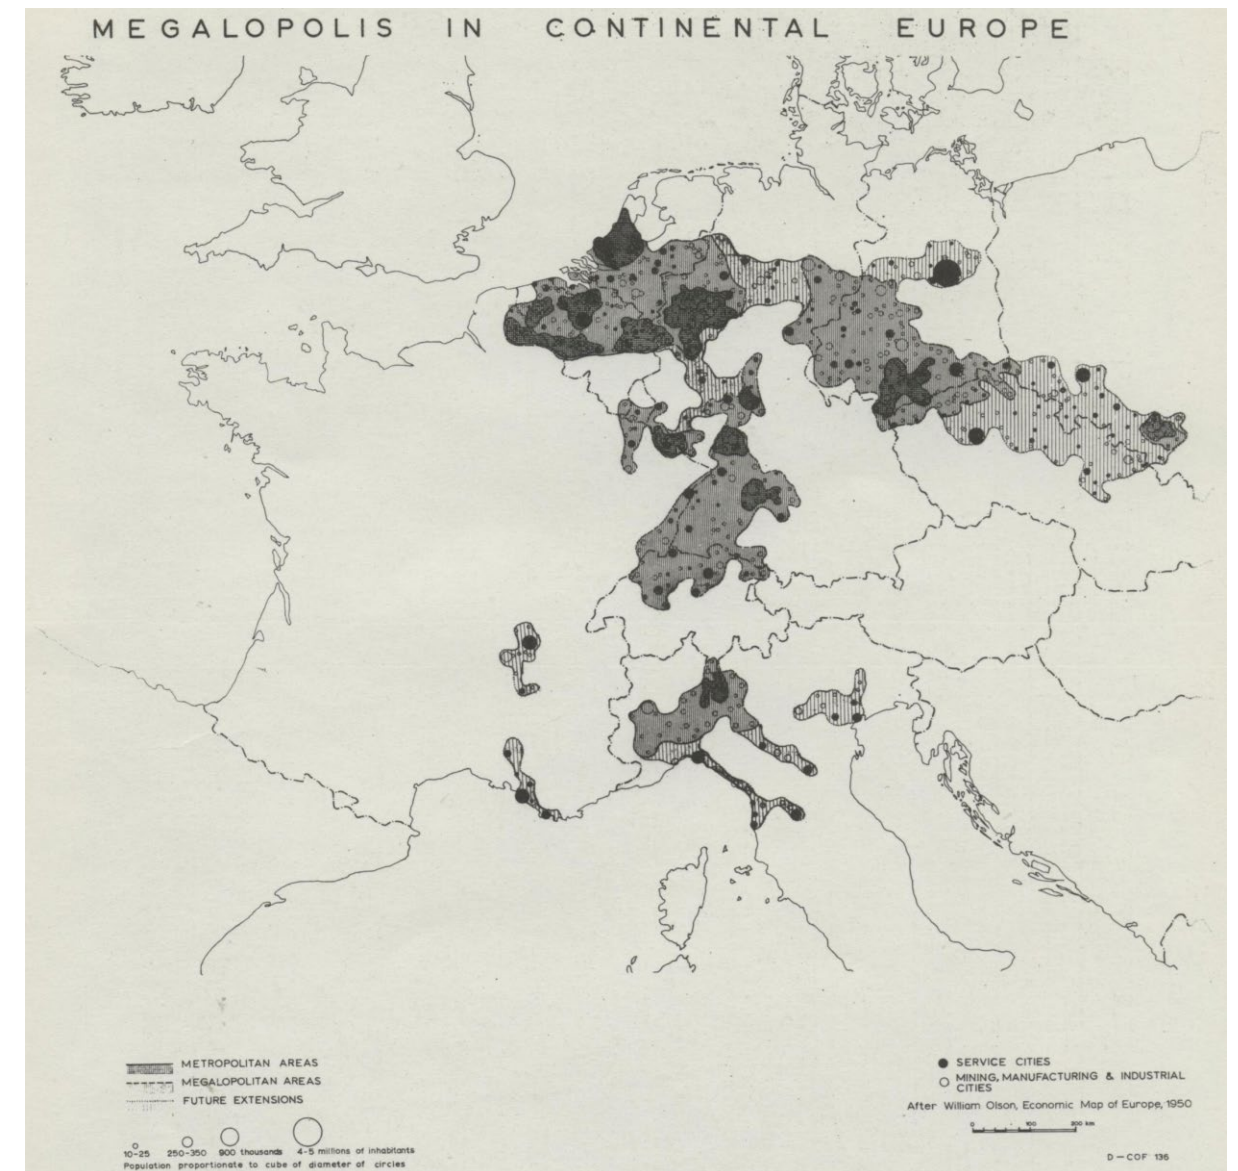 MEGALOPOLIS IN CONTINENTAL EUROPE
METROPOLITAN AREAS
MEGALOPOLITAN AREAS
FUTURE EXTENSIONS
10-25 250-350 900 thousands 4-5 millions of inhabitants
Population proportionate to cube of diameter of circles
SERVICE CITIES
MINING, MANUFACTURING & INDUSTRIAL
CITIES
After William Olson, Economic Map of Europe, 1950
0 100 200 km
D-COF 136